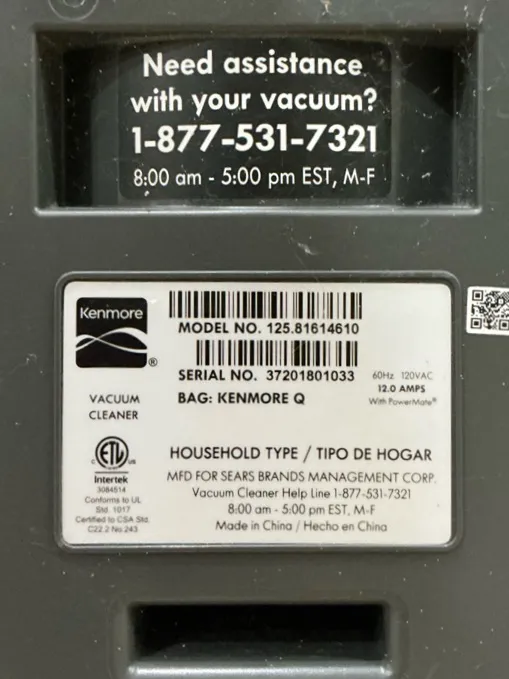 Need assistance
with your vacuum?
1-877-531-7321
8:00 am - 5:00 pm EST, M-F
Kenmore
®
MODEL NO. 125.81614610
SERIAL NO. 37201801033
BAG: KENMORE Q
60Hz 120VAC
12.0 AMPS
With PowerMate®
VACUUM
CLEANER
ETL
C US
Intertek
3084514
Conforms to UL
Std. 1017
Certified to CSA Std.
C22.2 No.243
HOUSEHOLD TYPE / TIPO DE HOGAR
MFD FOR SEARS BRANDS MANAGEMENT CORP.
Vacuum Cleaner Help Line 1-877-531-7321
8:00 am - 5:00 pm EST, M-F
Made in China / Hecho en China